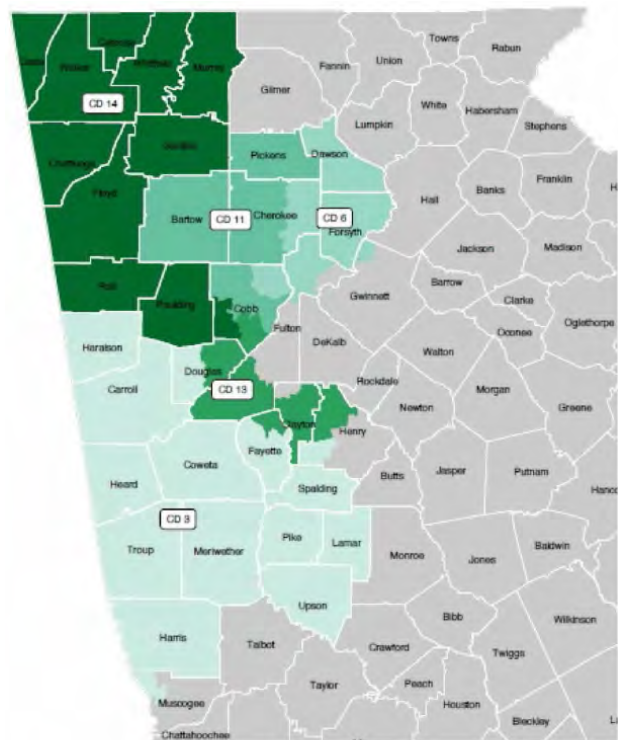 Towns
Rabun
Fannin
Union
Catoosa
Walker
Whitfield
Murray
Gilmer
CD 14
White
Habersham
Lumpkin
Stephens
Gordon
Chattooga
Pickens
Dawson
Franklin
Banks
Floyd
Hall
Bartow
CD 11
Cherokee
CD 6
Forsyth
Jackson
Madison
Polk
Paulding
Cobb
Gwinnett
Barrow
Clarke
Oconee
Oglethorpe
Fulton
DeKalb
Haralson
Walton
Douglas
Carroll
CD 13
Rockdale
Morgan
Newton
Greene
Clayton
Henry
Fayette
Coweta
Heard
Spalding
Butts
Jasper
Putnam
Hanco
CD 3
Troup
Meriwether
Pike
Lamar
Monroe
Jones
Baldwin
Upson
Bibb
Wilkinson
Harris
Talbot
Crawford
Twiggs
Taylor
Peach
Houston
Muscogee
Bleckley
Chattahoochee